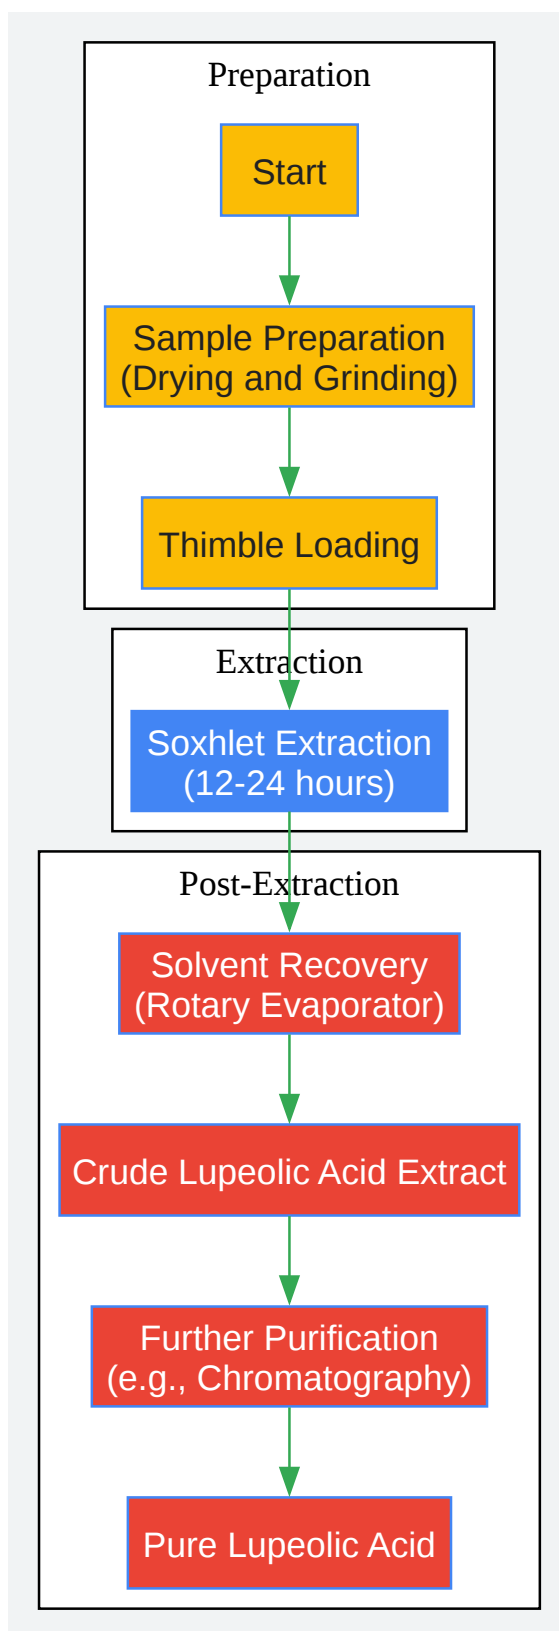 Preparation
Start
Sample Preparation
(Drying and Grinding)
Thimble Loading
Extraction
Soxhlet Extraction
(12-24 hours)
Post-Extraction
Solvent Recovery
(Rotary Evaporator)
Crude Lupeolic Acid Extract
Further Purification
(e.g., Chromatography)
Pure Lupeolic Acid